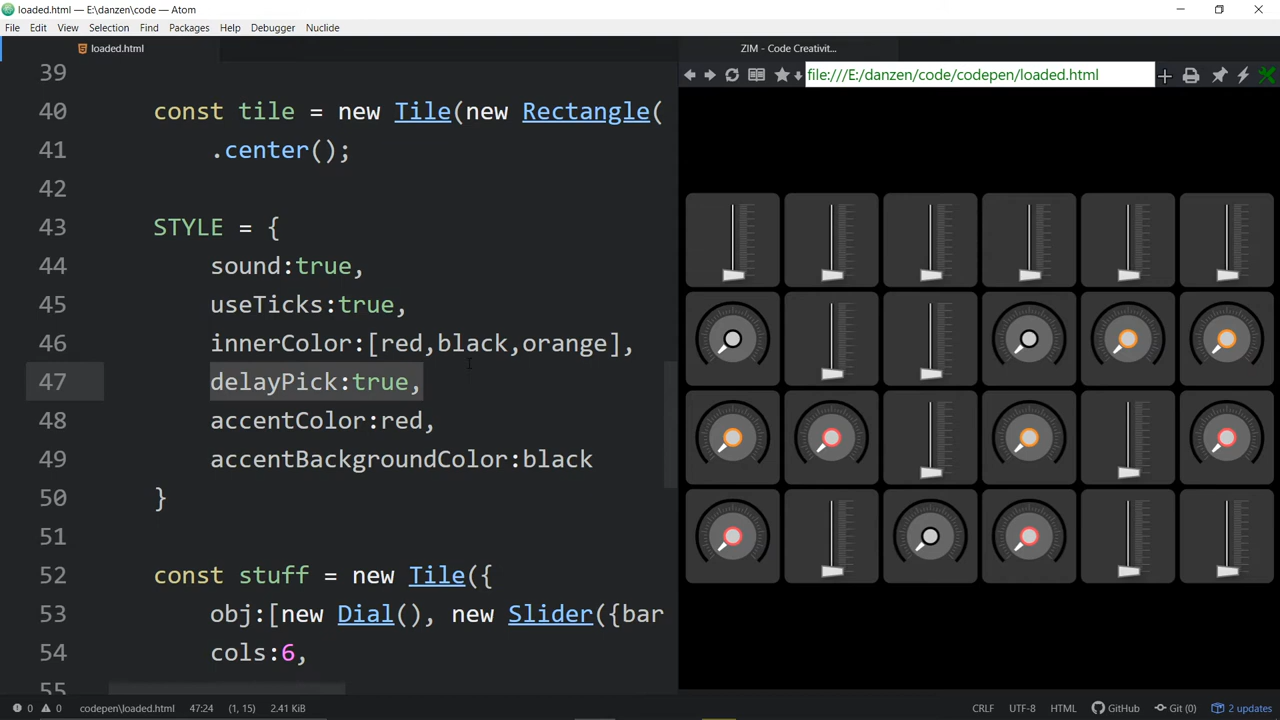 loaded.html — E:\danzen\code — Atom
File Edit View Selection Find Packages Help Debugger Nuclide
loaded.html
ZIM - Code Creativit...
file:///E:/danzen/code/codepen/loaded.html
39
40 const tile = new Tile(new Rectangle(
41 .center();
42
43 STYLE = {
44 sound:true,
45 useTicks:true,
46 innerColor:[red,black,orange],
47 delayPick:true,
48 accentColor:red,
49 accentBackgroundColor:black
50 }
51
52 const stuff = new Tile({
53 obj:[new Dial(), new Slider({bar
54 cols:6,
55
0 0 codepen\loaded.html 47:24 (1, 15) 2.41 KiB CRLF UTF-8 HTML GitHub Git (0) 2 updates